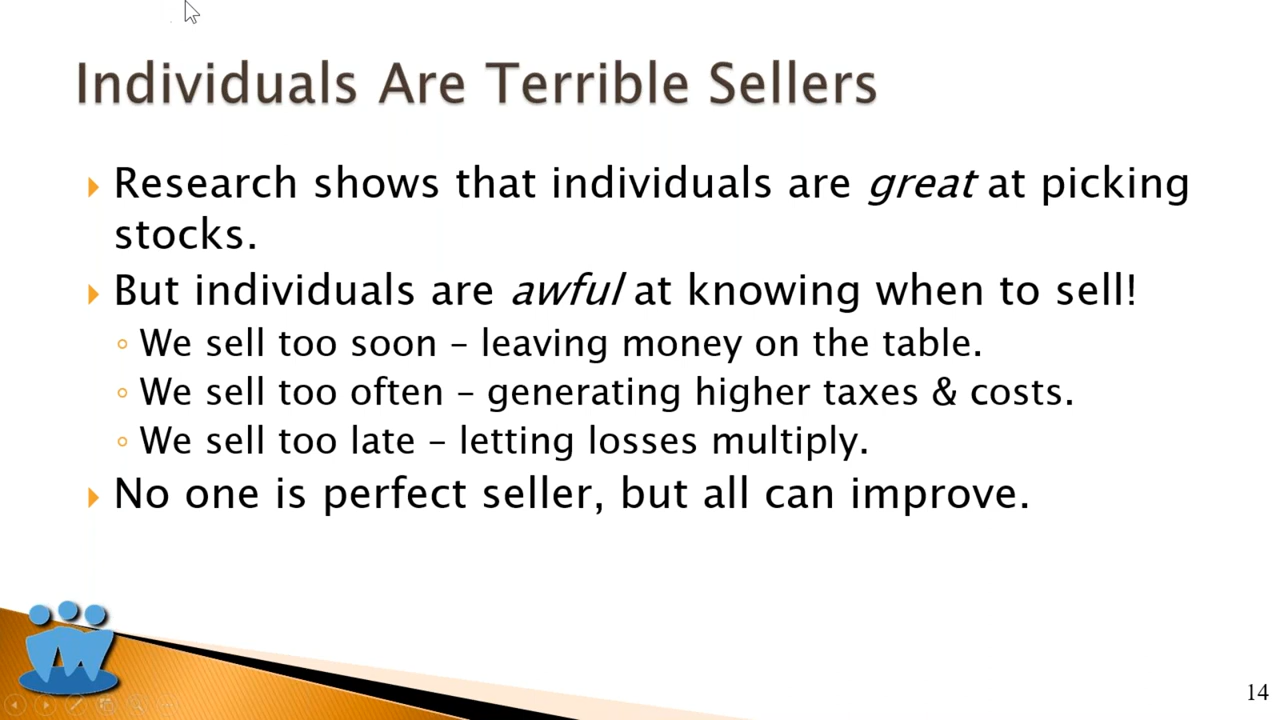 Individuals Are Terrible Sellers
Research shows that individuals are great at picking
stocks.
But individuals are awful at knowing when to sell!
We sell too soon – leaving money on the table.
We sell too often – generating higher taxes & costs.
We sell too late – letting losses multiply.
No one is perfect seller, but all can improve.
14